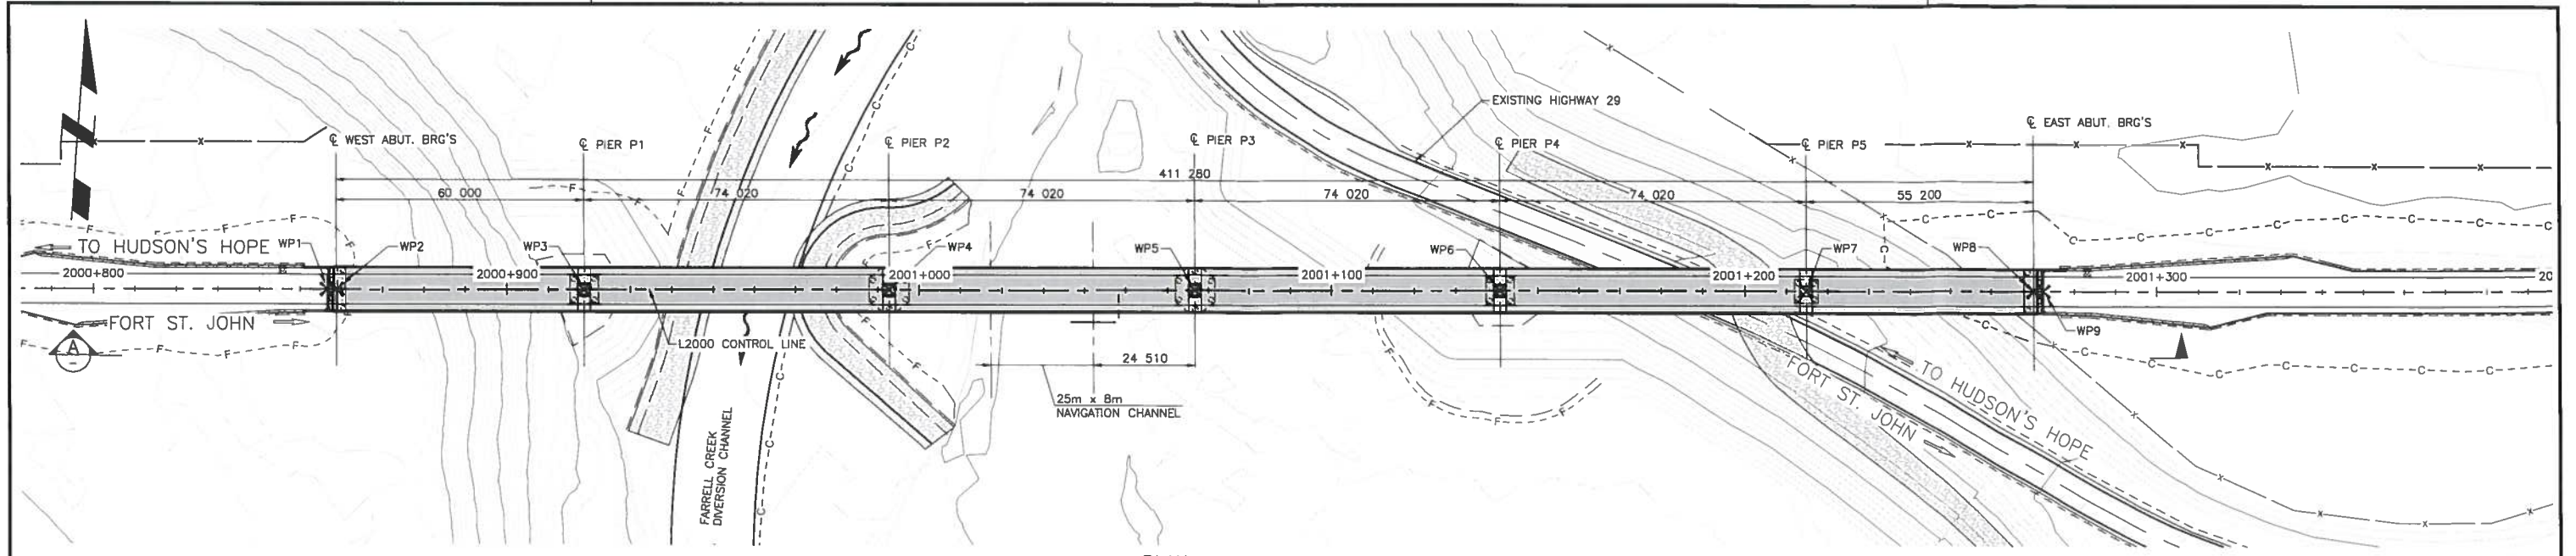 EXISTING HIGHWAY 29
℄ EAST ABUT. BRG'S
℄ WEST ABUT. BRG'S
℄ PIER P1
℄ PIER P2
℄ PIER P3
℄ PIER P4
℄ PIER P5
411 280
60 000
74 020
74 020
74 020
74 020
55 200
TO HUDSON'S HOPE
WP1
WP2
WP3
WP4
WP5
WP6
WP7
WP8
2000+800
2000+900
2001+000
2001+100
2001+200
2001+300
20
FORT ST. JOHN
A
L2000 CONTROL LINE
WP9
24 510
25m x 8m
NAVIGATION CHANNEL
FARRELL CREEK
DIVERSION CHANNEL
TO HUDSON'S HOPE
FORT ST. JOHN